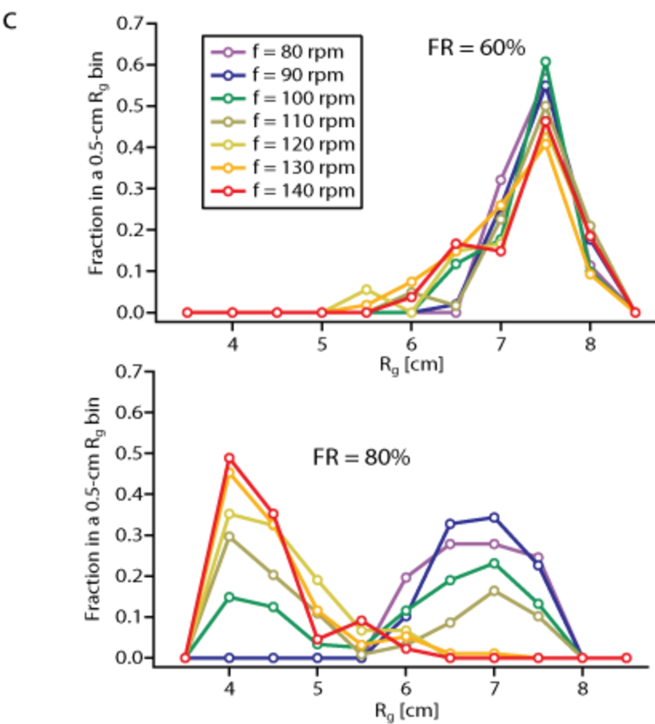 C
0.7
FR = 60%
f = 80 rpm
f = 90 rpm
f = 100 rpm
f = 110 rpm
f = 120 rpm
f = 130 rpm
f = 140 rpm
0.6
0.5
0.4
0.3
0.2
0.1
0.0
Fraction in a 0.5-cm Rg bin
4 5 6 7 8
Rg [cm]
0.7
0.6
0.5
FR = 80%
0.4
0.3
0.2
0.1
0.0
Fraction in a 0.5-cm Rg bin
4 5 6 7 8
Rg [cm]